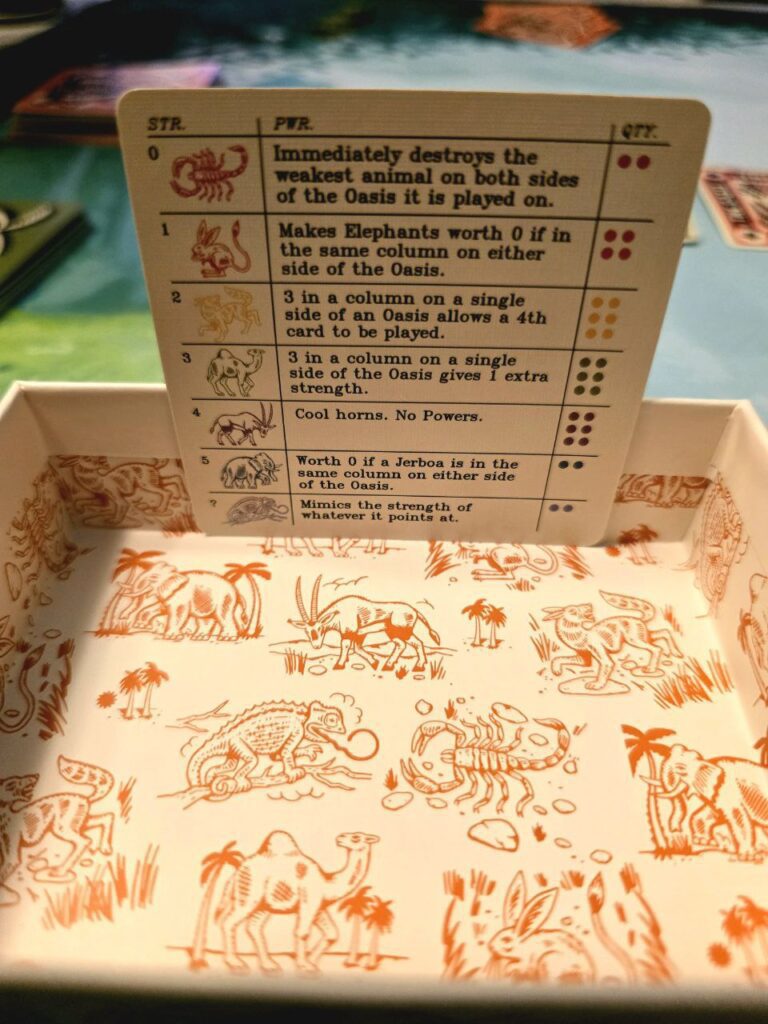 STR. PWR. QTY.
0
Immediately destroys the
weakest animal on both sides
of the Oasis it is played on.
1
Makes Elephants worth 0 if in
the same column on either
side of the Oasis.
2
3 in a column on a single
side of an Oasis allows a 4th
card to be played.
3
3 in a column on a single
side of the Oasis gives 1 extra
strength.
4
Cool horns. No Powers.
5
Worth 0 if a Jerboa is in the
same column on either side
of the Oasis.
?
Mimics the strength of
whatever it points at.